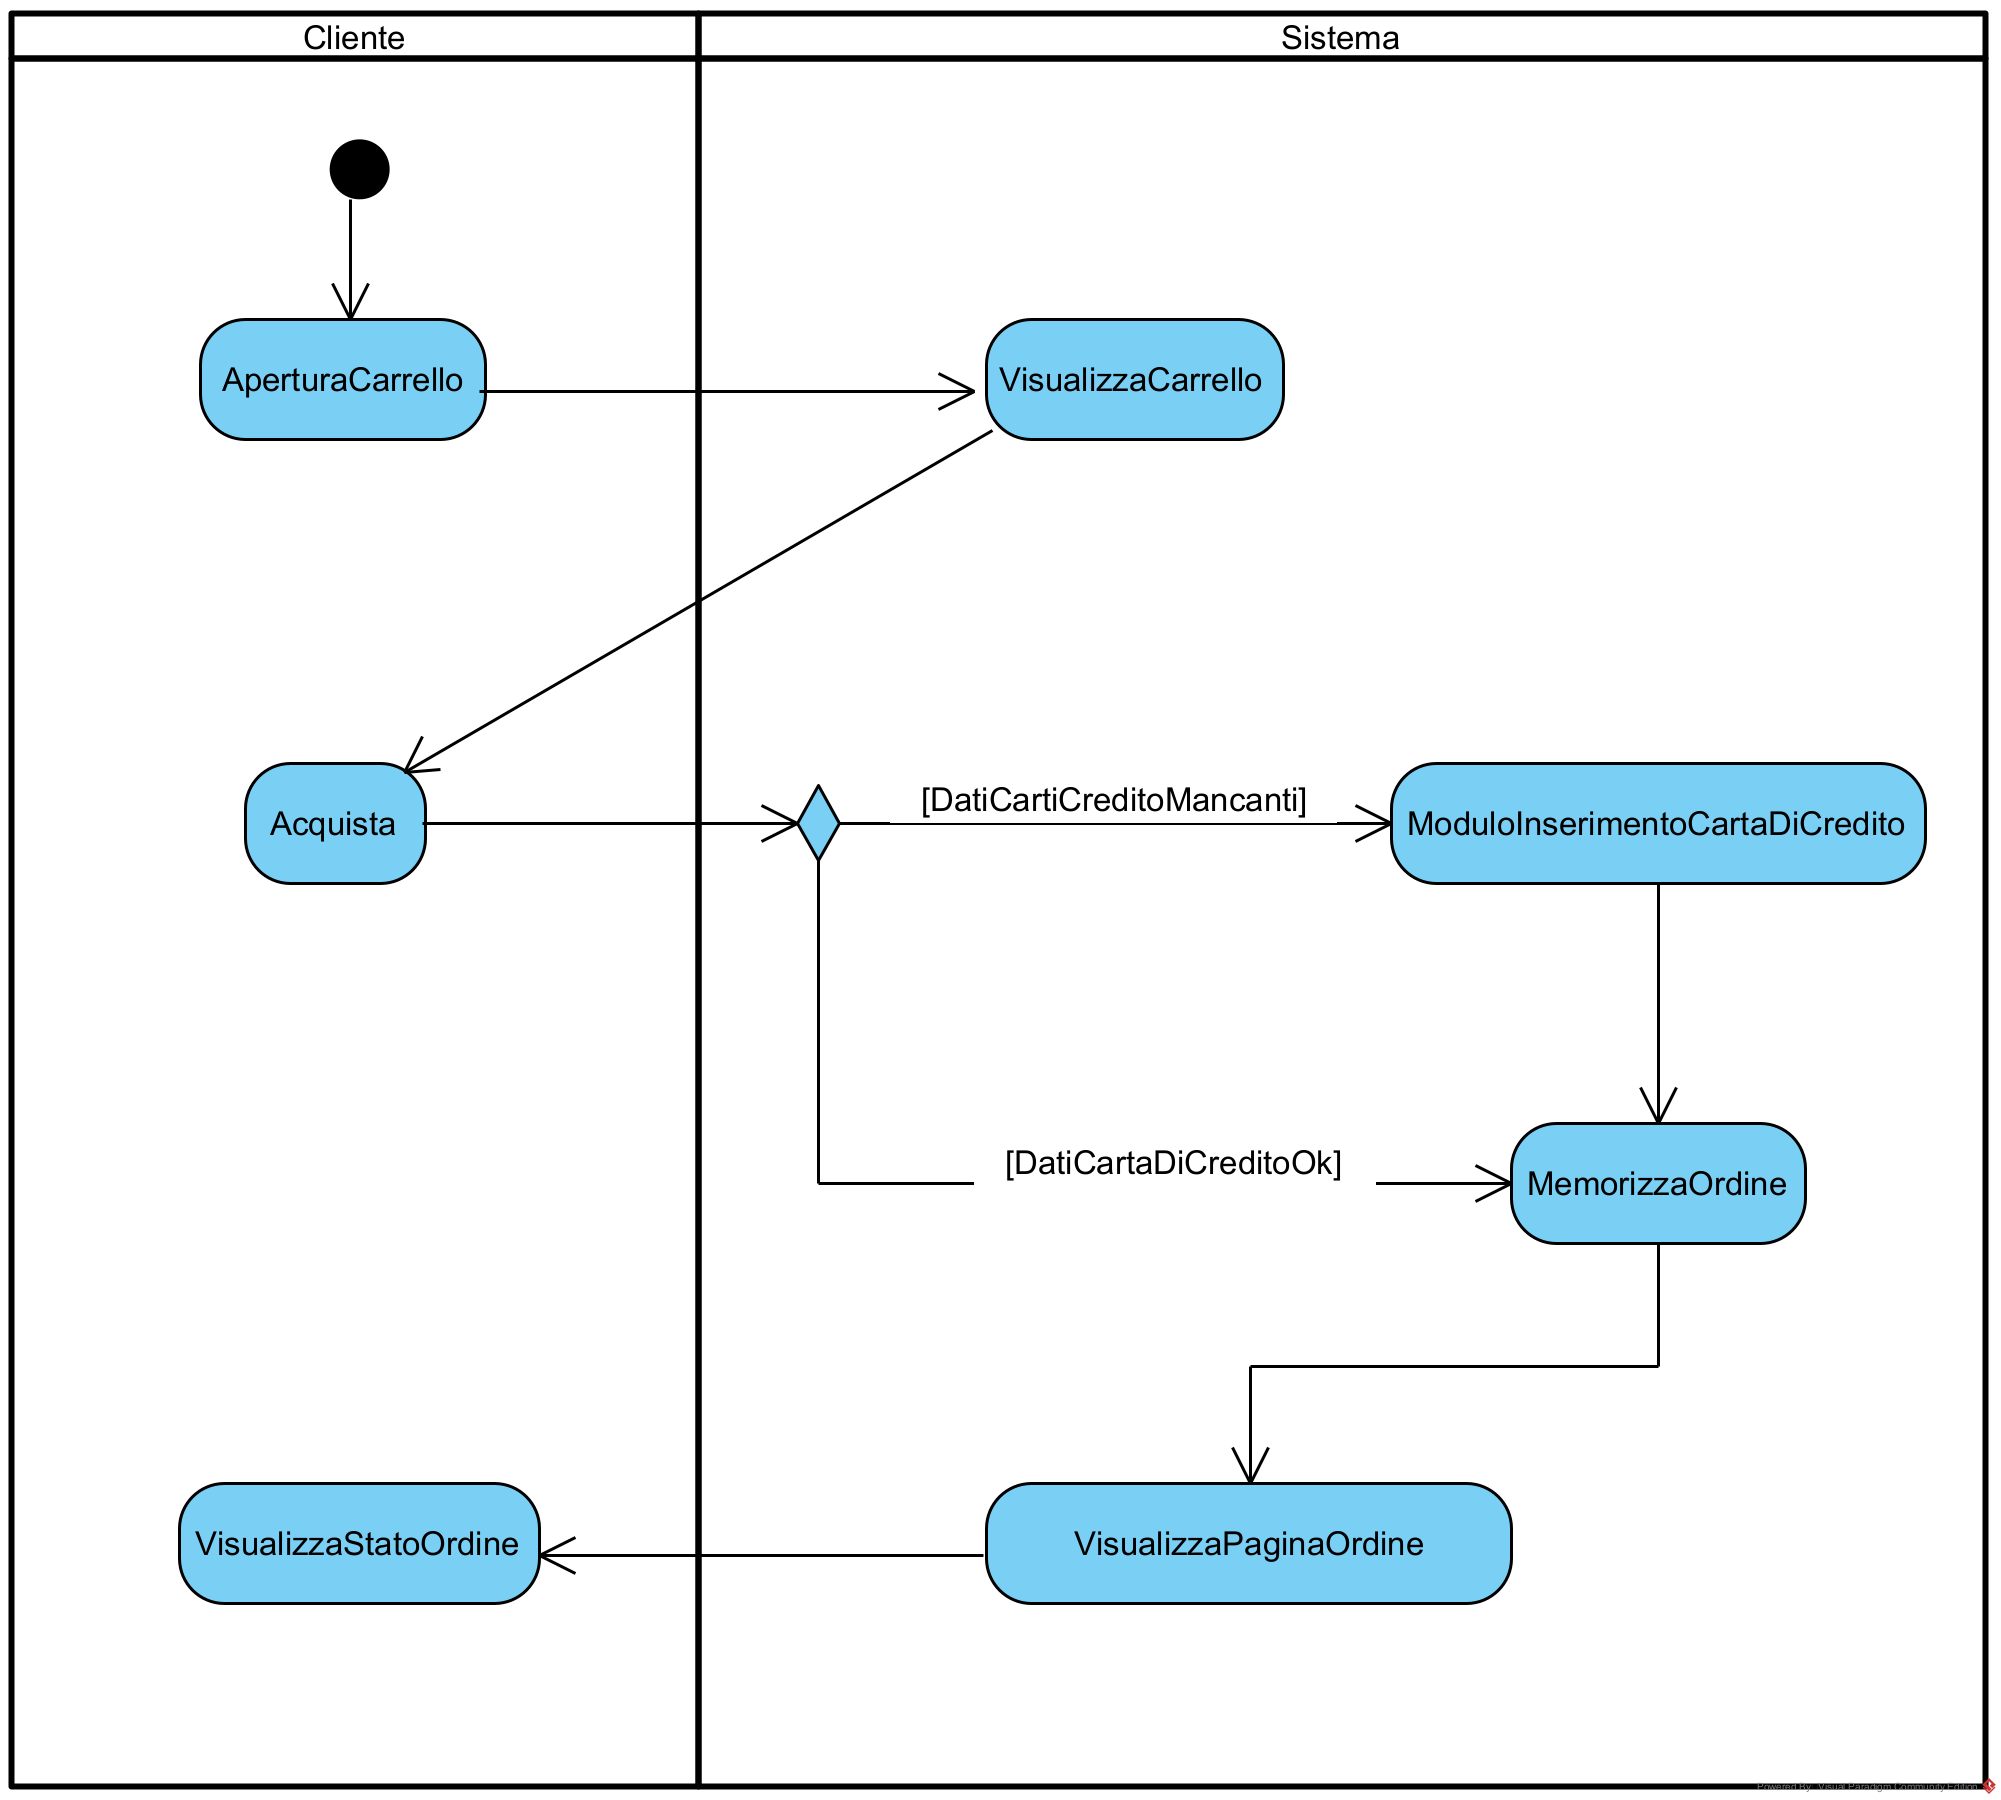 Cliente
Sistema
AperturaCarrello
VisualizzaCarrello
Acquista
[DatiCartiCreditoMancanti]
ModuloInserimentoCartaDiCredito
[DatiCartaDiCreditoOk]
MemorizzaOrdine
VisualizzaStatoOrdine
VisualizzaPaginaOrdine
Powered By: Visual Paradigm Community Edition